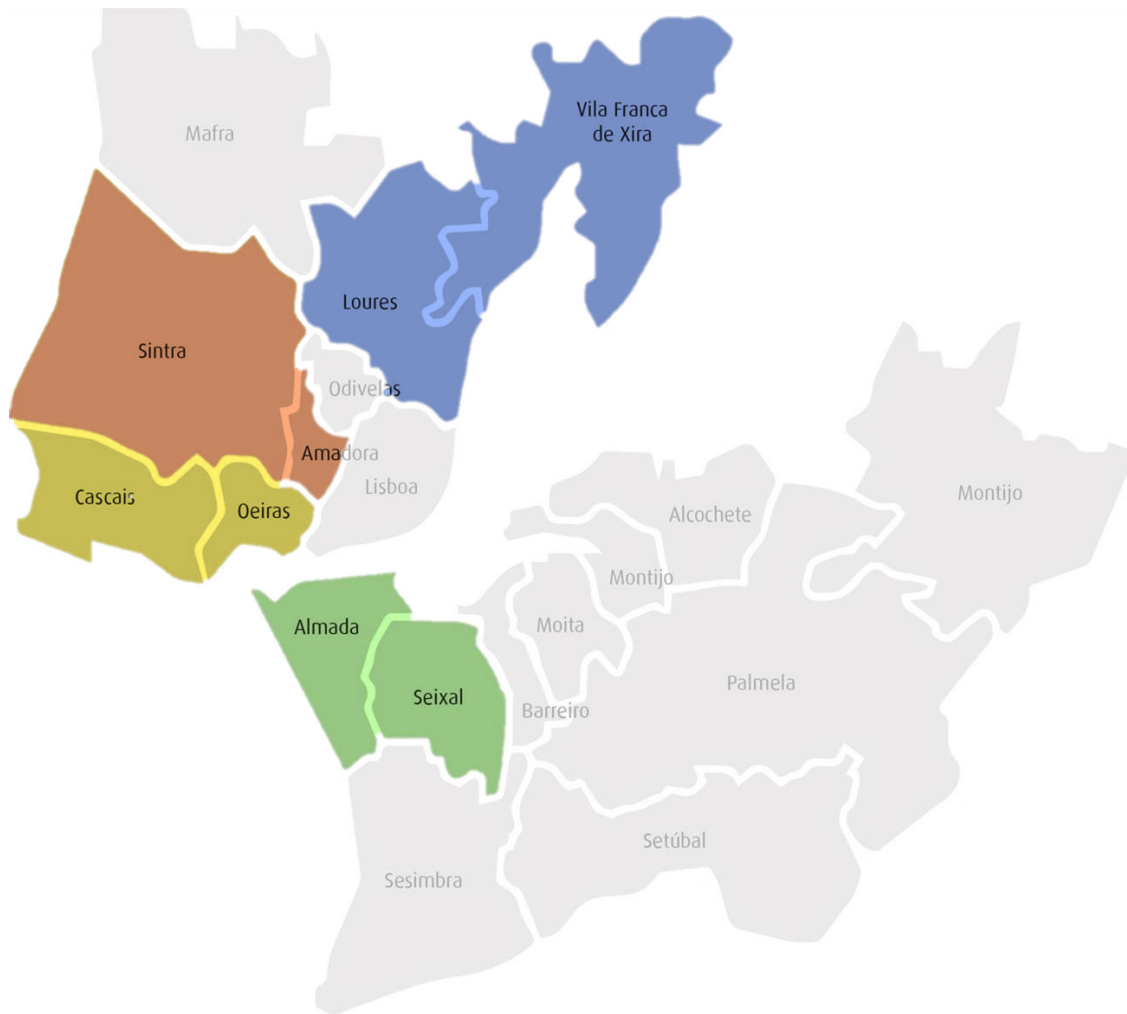 Vila Franca
de Xira
Mafra
Loures
Sintra
Odivelas
Amadora
Lisboa
Cascais
Oeiras
Montijo
Alcochete
Montijo
Almada
Moita
Seixal
Palmela
Barreiro
Setúbal
Sesimbra